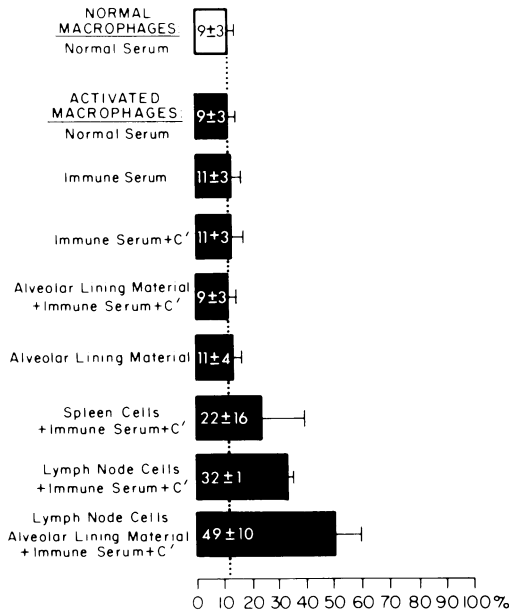 NORMAL
MACROPHAGES
Normal Serum
9±3
ACTIVATED
MACROPHAGES:
Normal Serum
9±3
Immune Serum
11±3
Immune Serum+C'
11±3
Alveolar Lining Material
+Immune Serum+C'
9±3
Alveolar Lining Material
11±4
Spleen Cells
+Immune Serum+C'
22±16
Lymph Node Cells
+Immune Serum+C'
32±1
Lymph Node Cells
Alveolar Lining Material
+Immune Serum+C'
49±10
0 10 20 30 40 50 60 70 80 90 100%